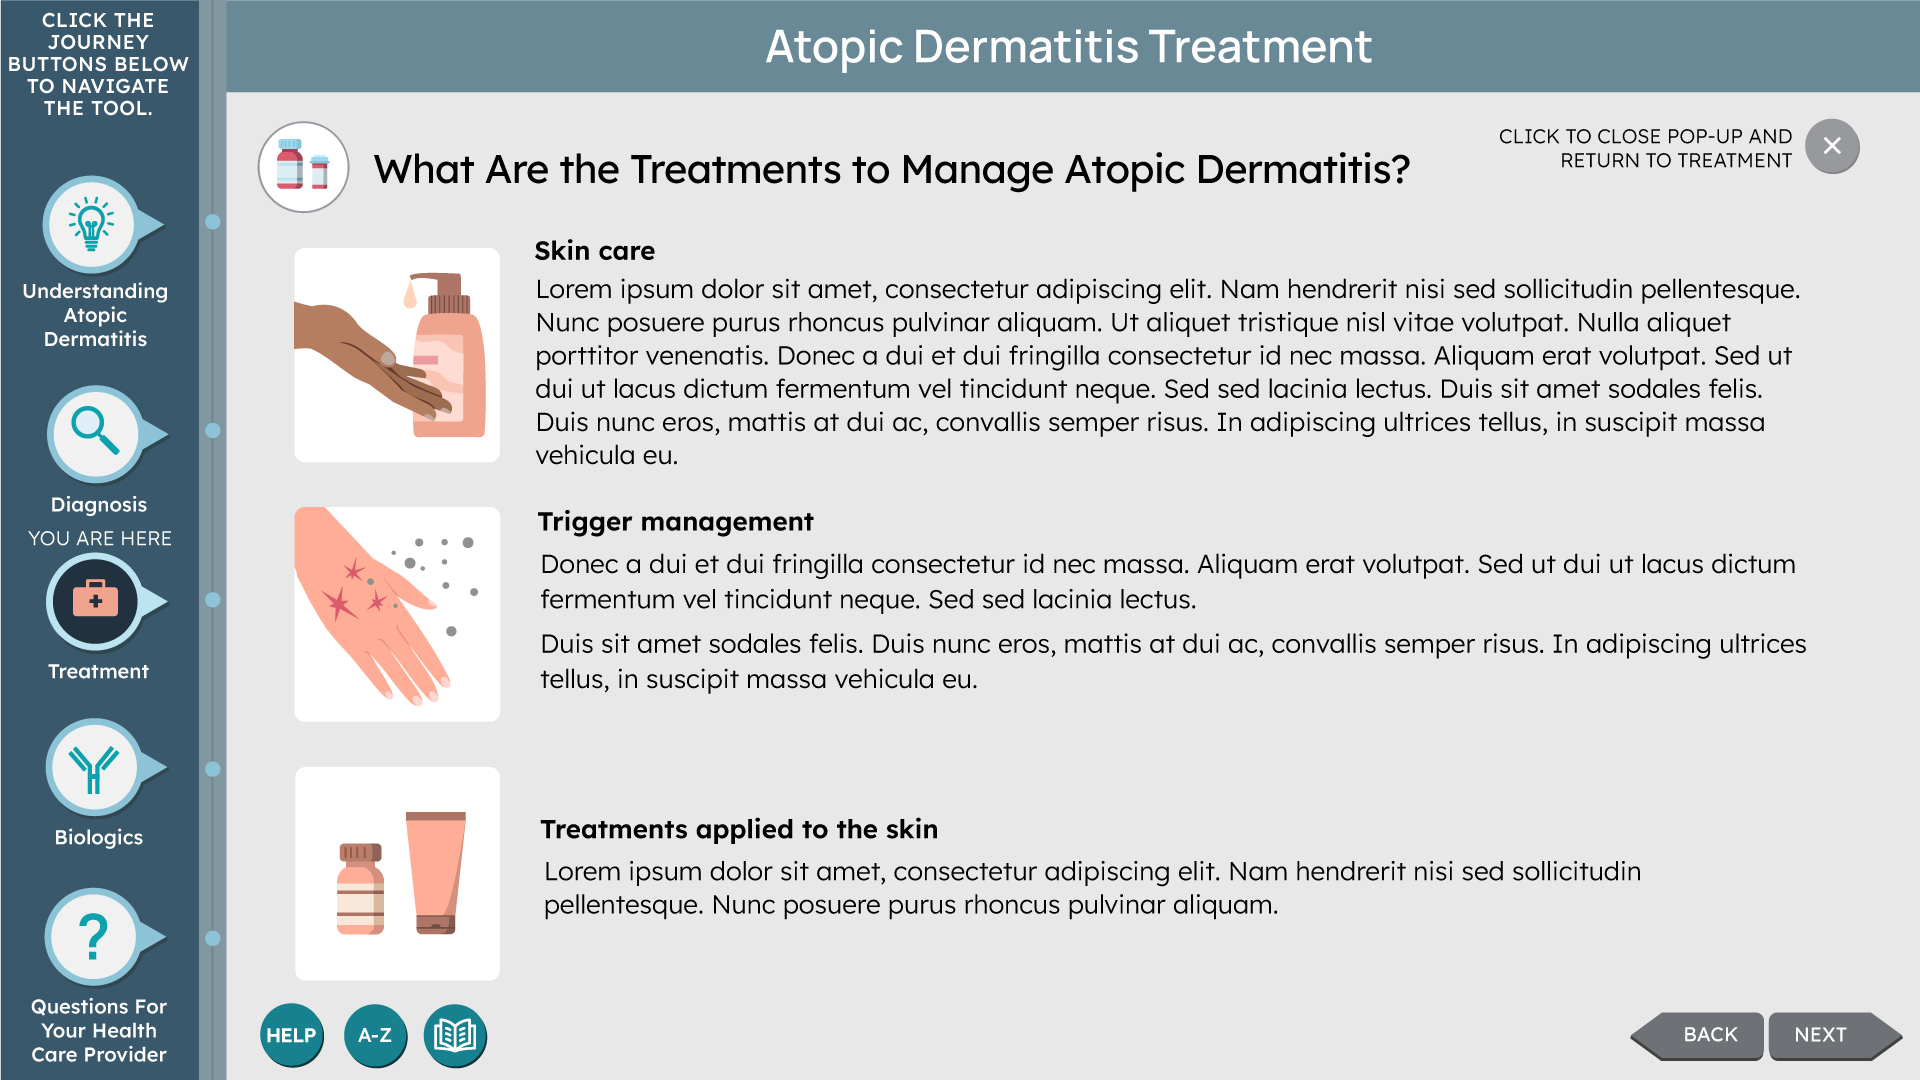 CLICK THE
JOURNEY
BUTTONS BELOW
TO NAVIGATE
THE TOOL.
Understanding
Atopic
Dermatitis
Diagnosis
YOU ARE HERE
Treatment
Biologics
?
Questions For
Your Health
Care Provider
Atopic Dermatitis Treatment
What Are the Treatments to Manage Atopic Dermatitis?
CLICK TO CLOSE POP-UP AND
RETURN TO TREATMENT
Skin care
Lorem ipsum dolor sit amet, consectetur adipiscing elit. Nam hendrerit nisi sed sollicitudin pellentesque.
Nunc posuere purus rhoncus pulvinar aliquam. Ut aliquet tristique nisl vitae volutpat. Nulla aliquet
porttitor venenatis. Donec a dui et dui fringilla consectetur id nec massa. Aliquam erat volutpat. Sed ut
dui ut lacus dictum fermentum vel tincidunt neque. Sed sed lacinia lectus. Duis sit amet sodales felis.
Duis nunc eros, mattis at dui ac, convallis semper risus. In adipiscing ultrices tellus, in suscipit massa
vehicula eu.
Trigger management
Donec a dui et dui fringilla consectetur id nec massa. Aliquam erat volutpat. Sed ut dui ut lacus dictum
fermentum vel tincidunt neque. Sed sed lacinia lectus.
Duis sit amet sodales felis. Duis nunc eros, mattis at dui ac, convallis semper risus. In adipiscing ultrices
tellus, in suscipit massa vehicula eu.
Treatments applied to the skin
Lorem ipsum dolor sit amet, consectetur adipiscing elit. Nam hendrerit nisi sed sollicitudin
pellentesque. Nunc posuere purus rhoncus pulvinar aliquam.
HELP
A-Z
BACK
NEXT